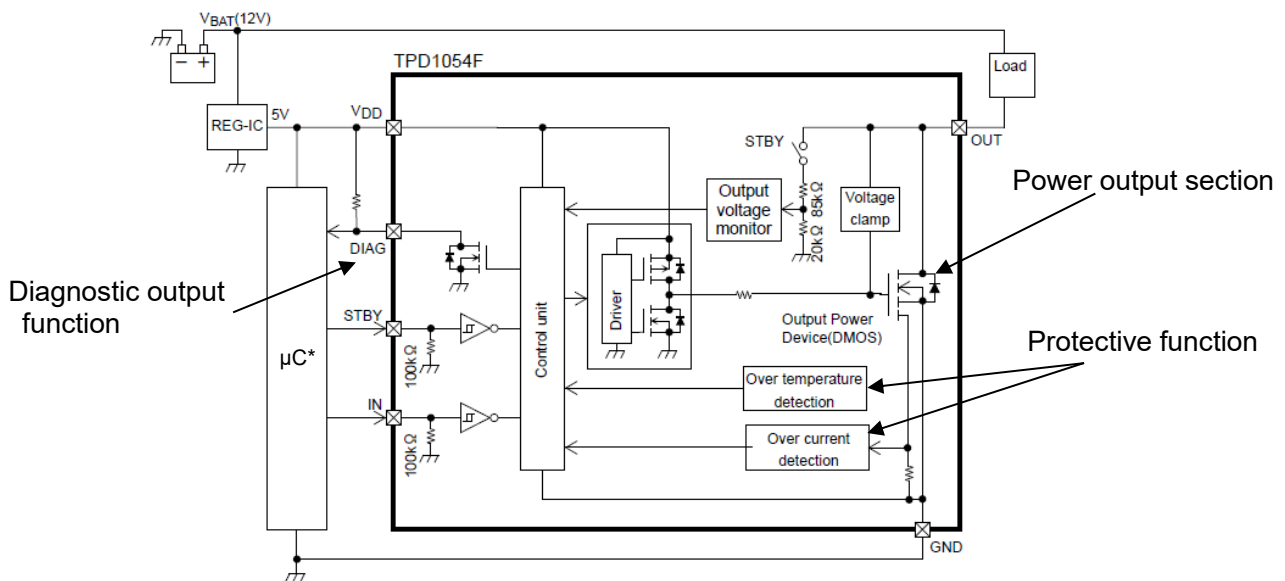 VBAT(12V)
− +
TPD1054F
Load
REG-IC
5V
VDD
OUT
STBY
Output
voltage
monitor
85kΩ
20kΩ
Voltage
clamp
Power output section
DIAG
Diagnostic output
function
STBY
100kΩ
Control unit
Driver
Output Power
Device(DMOS)
Protective function
µC*
IN
100kΩ
Over temperature
detection
Over current
detection
GND